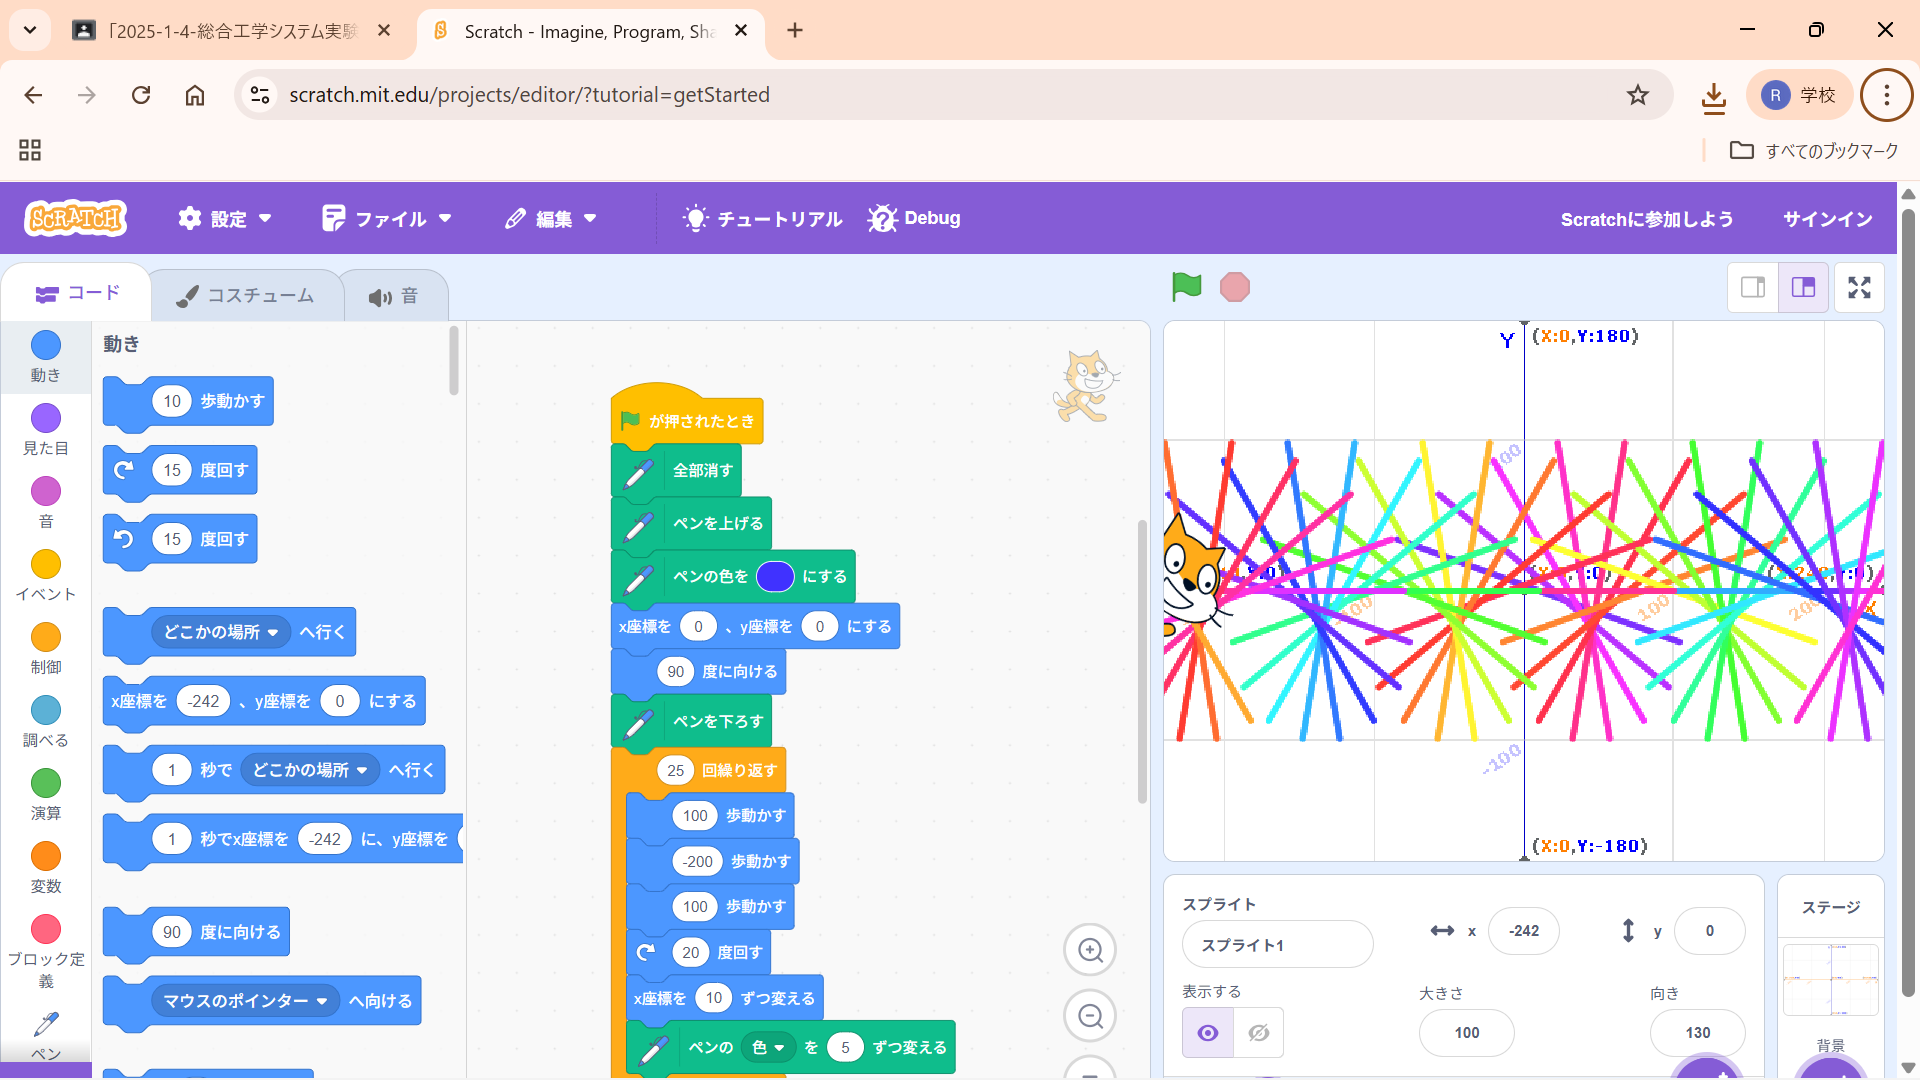 「2025-1-4-総合工学システム実験
Scratch - Imagine, Program, Sha
scratch.mit.edu/projects/editor/?tutorial=getStarted
R 学校
すべてのブックマーク
SCRATCH
設定
ファイル
編集
チュートリアル
Debug
Scratchに参加しよう
サインイン
コード
コスチューム
音
動き
見た目
音
イベント
制御
調べる
演算
変数
ブロック定義
ペン
動き
10 歩動かす
15 度回す
15 度回す
どこかの場所 へ行く
x座標を -242 、y座標を 0 にする
1 秒で どこかの場所 へ行く
1 秒でx座標を -242 に、y座標を
90 度に向ける
マウスのポインター へ向ける
が押されたとき
全部消す
ペンを上げる
ペンの色を にする
x座標を 0 、y座標を 0 にする
90 度に向ける
ペンを下ろす
25 回繰り返す
100 歩動かす
-200 歩動かす
100 歩動かす
20 度回す
x座標を 10 ずつ変える
ペンの 色 を 5 ずつ変える
Y
(X:0,Y:180)
100
200
-100
X
(X:0,Y:-180)
スプライト
スプライト1
x -242
y 0
表示する
大きさ
100
向き
130
ステージ
背景